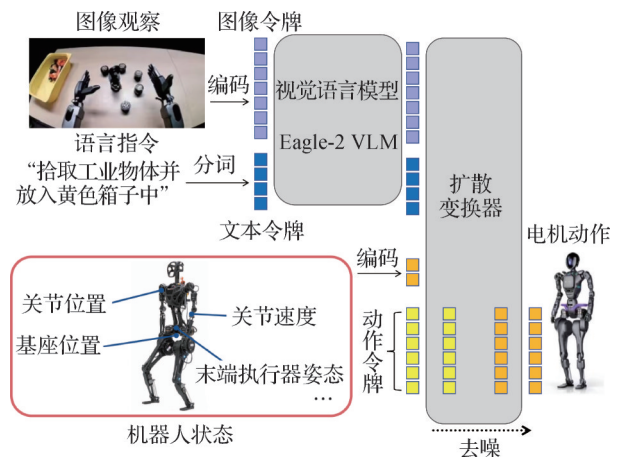 图像观察
图像令牌
编码
视觉语言模型
Eagle-2 VLM
语言指令
“拾取工业物体并
放入黄色箱子中”
分词
文本令牌
扩散
变换器
电机动作
编码
关节位置
关节速度
基座位置
末端执行器姿态
…
动作令牌
机器人状态
去噪